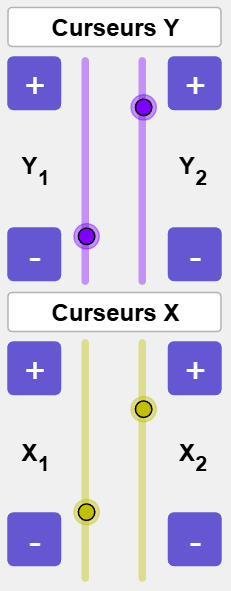 Curseurs Y
+ +
Y1 Y2
- -
Curseurs X
+ +
X1 X2
- -